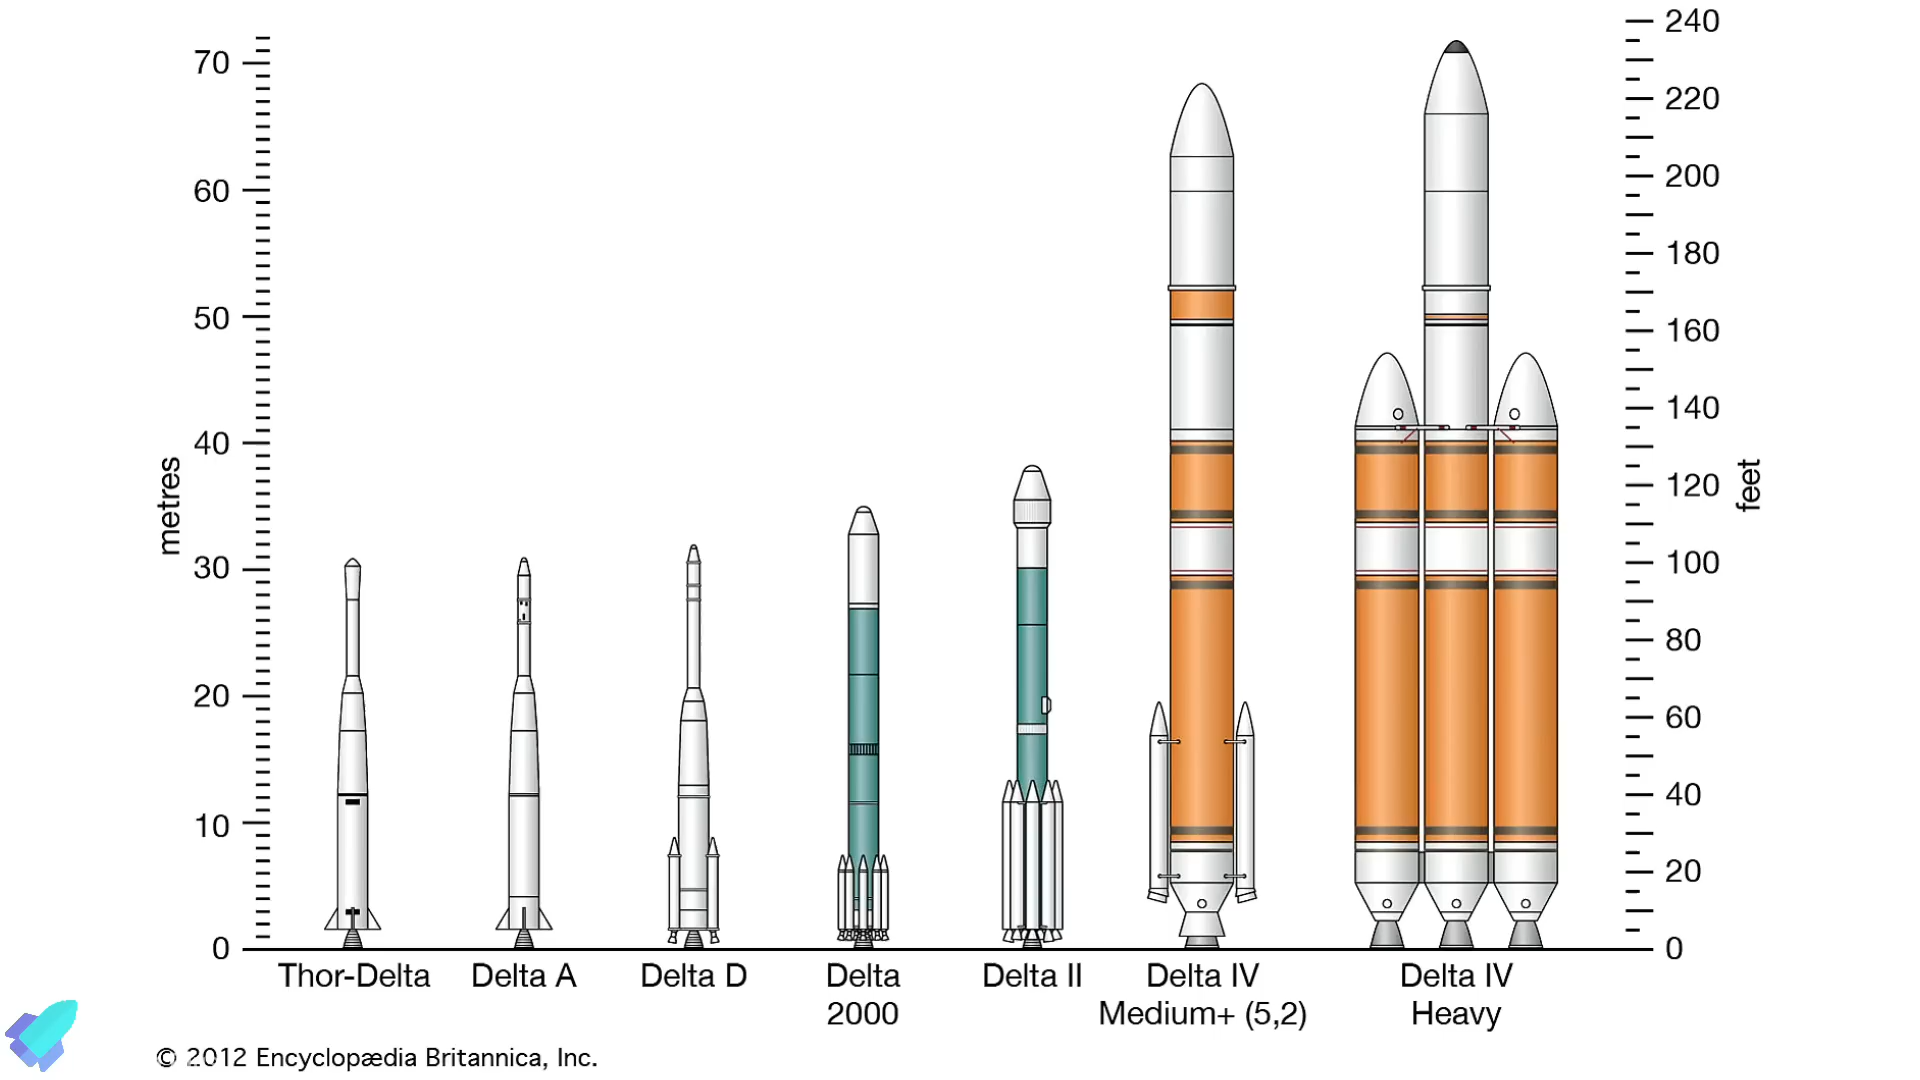 70
60
50
40
30
20
10
0
metres
240
220
200
180
160
140
120
100
80
60
40
20
0
feet
Thor-Delta
Delta A
Delta D
Delta
2000
Delta II
Delta IV
Medium+ (5,2)
Delta IV
Heavy
© 2012 Encyclopædia Britannica, Inc.